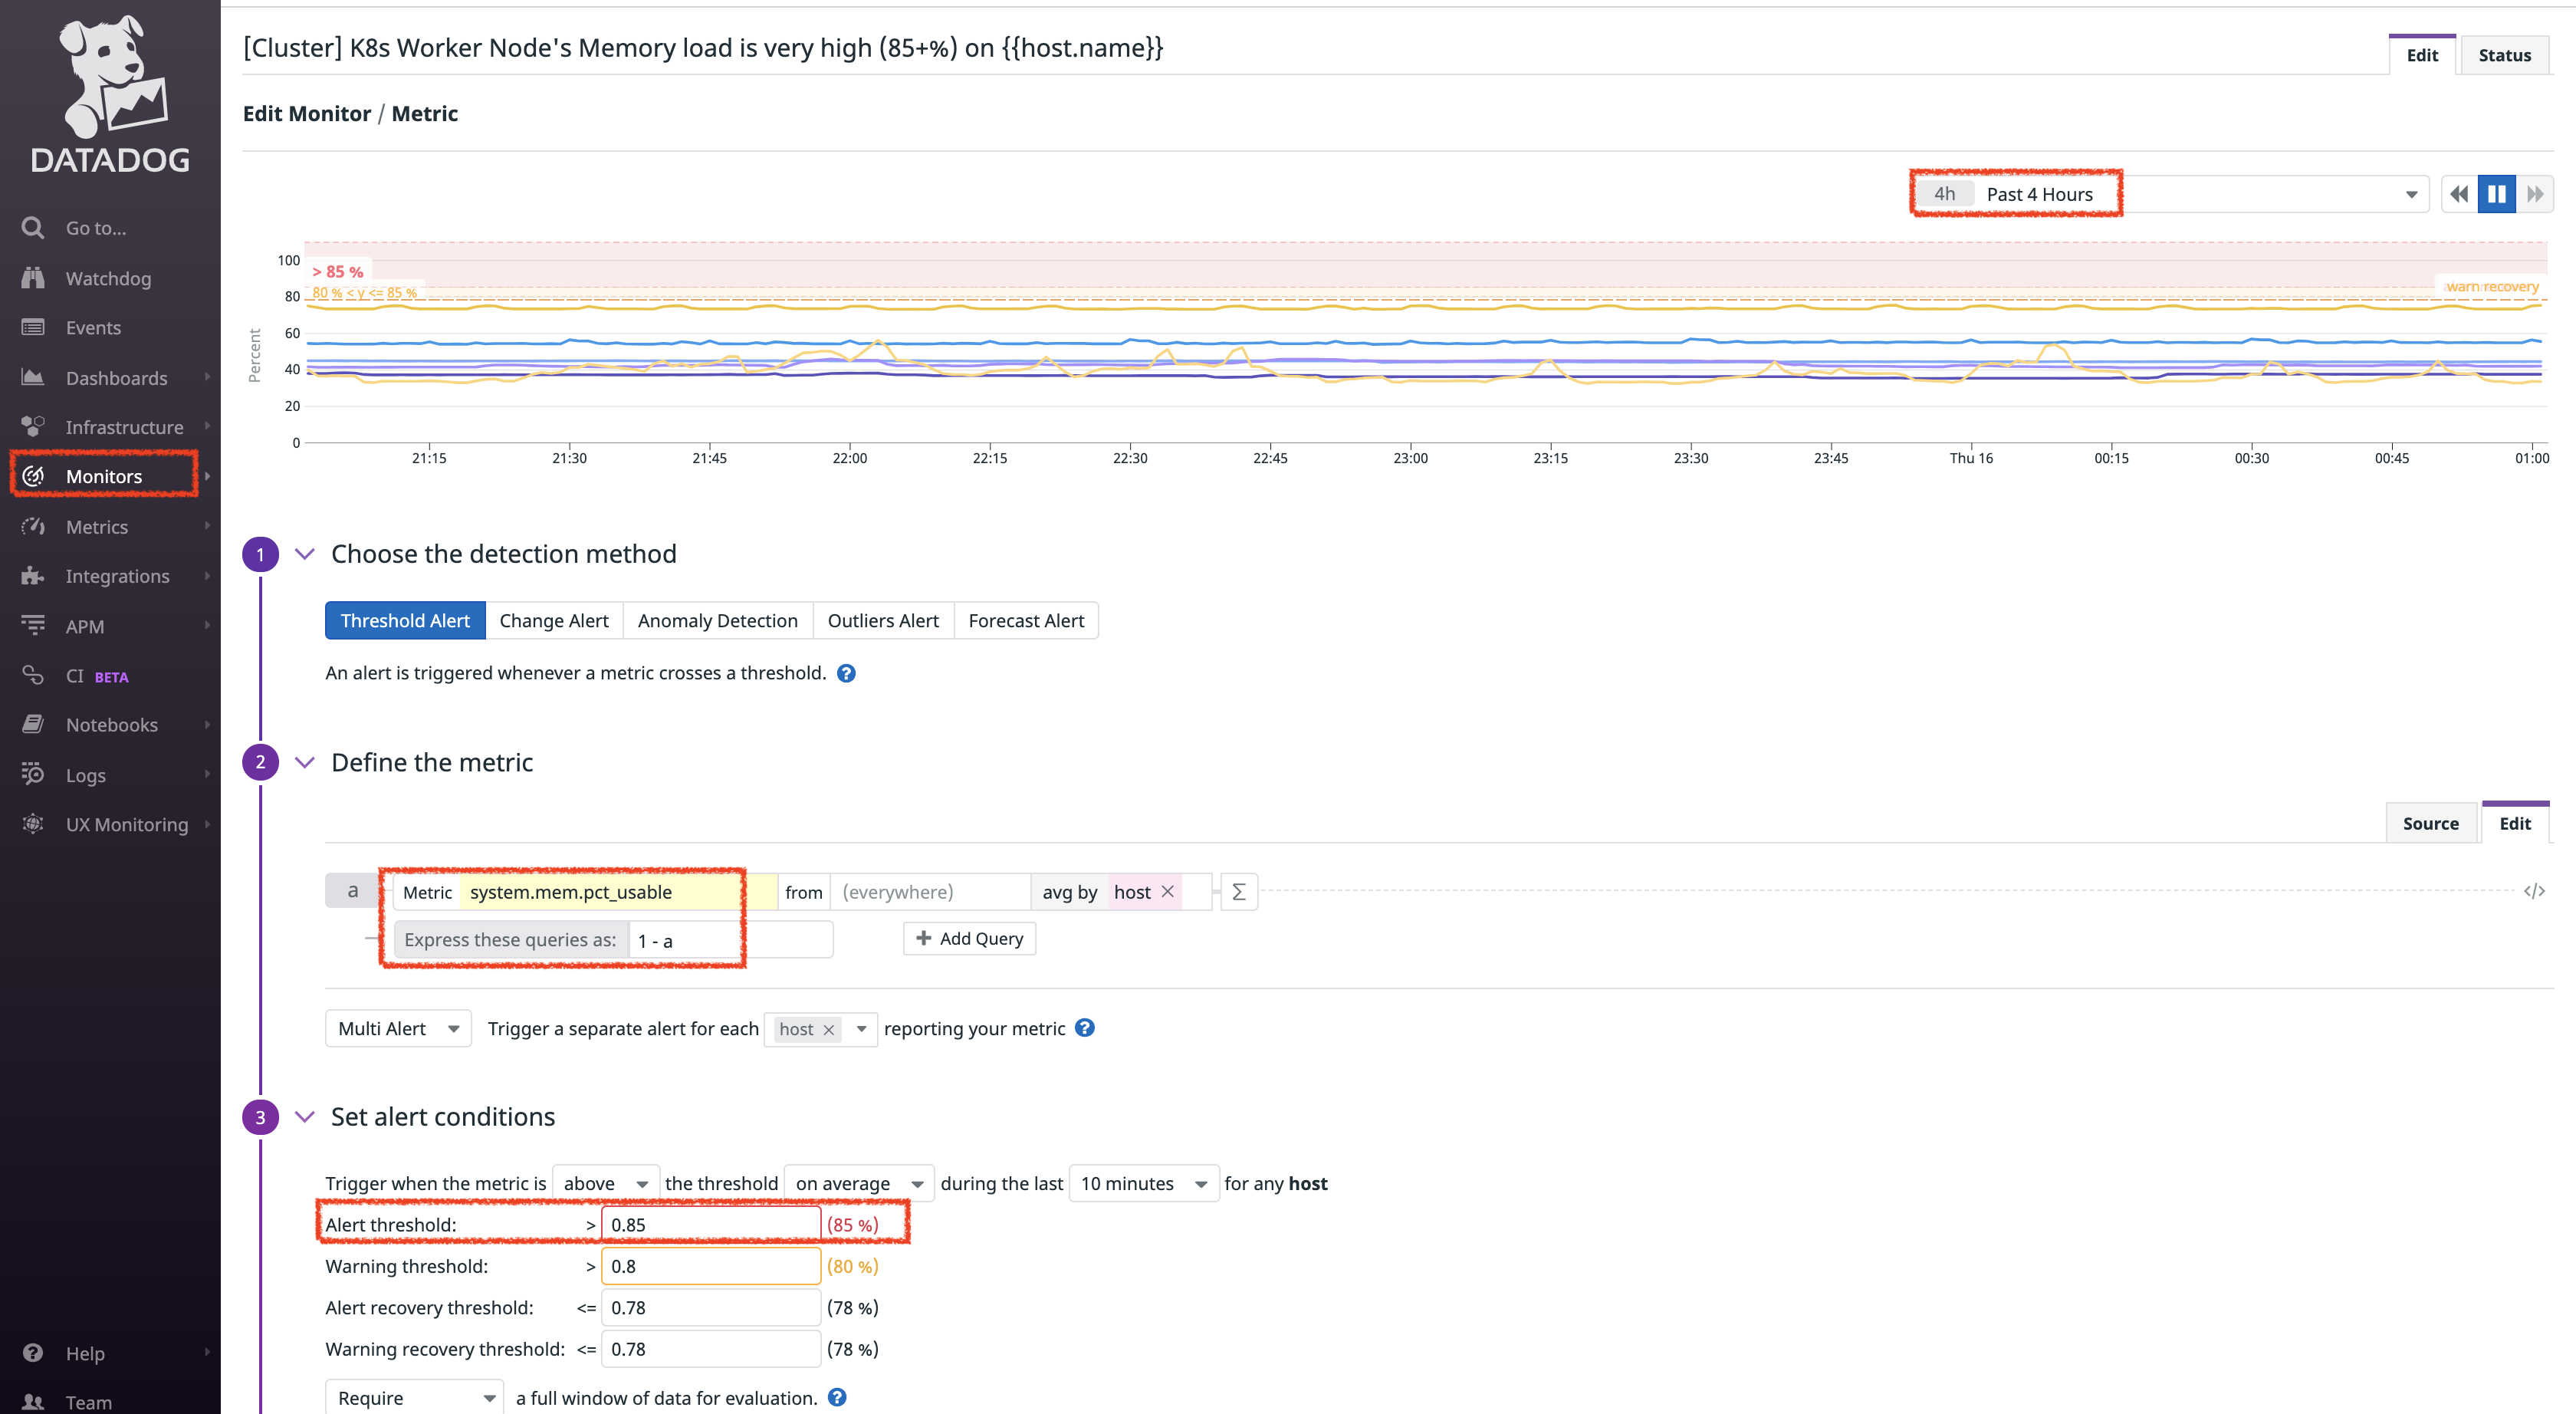 DATADOG
Go to...
Watchdog
Events
Dashboards
Infrastructure
Monitors
Metrics
Integrations
APM
CI BETA
Notebooks
Logs
UX Monitoring
Help
Team
[Cluster] K8s Worker Node's Memory load is very high (85+%) on {{host.name}}
Edit Status
Edit Monitor / Metric
4h Past 4 Hours
Percent
100
80
60
40
20
0
> 85 %
80 % < y <= 85 %
warn recovery
21:15 21:30 21:45 22:00 22:15 22:30 22:45 23:00 23:15 23:30 23:45 Thu 16 00:15 00:30 00:45 01:00
1 Choose the detection method
Threshold Alert Change Alert Anomaly Detection Outliers Alert Forecast Alert
An alert is triggered whenever a metric crosses a threshold. ?
2 Define the metric
Source Edit
a Metric system.mem.pct_usable from (everywhere) avg by host × Σ </>
Express these queries as: 1 - a + Add Query
Multi Alert Trigger a separate alert for each host × reporting your metric ?
3 Set alert conditions
Trigger when the metric is above the threshold on average during the last 10 minutes for any host
Alert threshold: > 0.85 (85 %)
Warning threshold: > 0.8 (80 %)
Alert recovery threshold: <= 0.78 (78 %)
Warning recovery threshold: <= 0.78 (78 %)
Require a full window of data for evaluation. ?